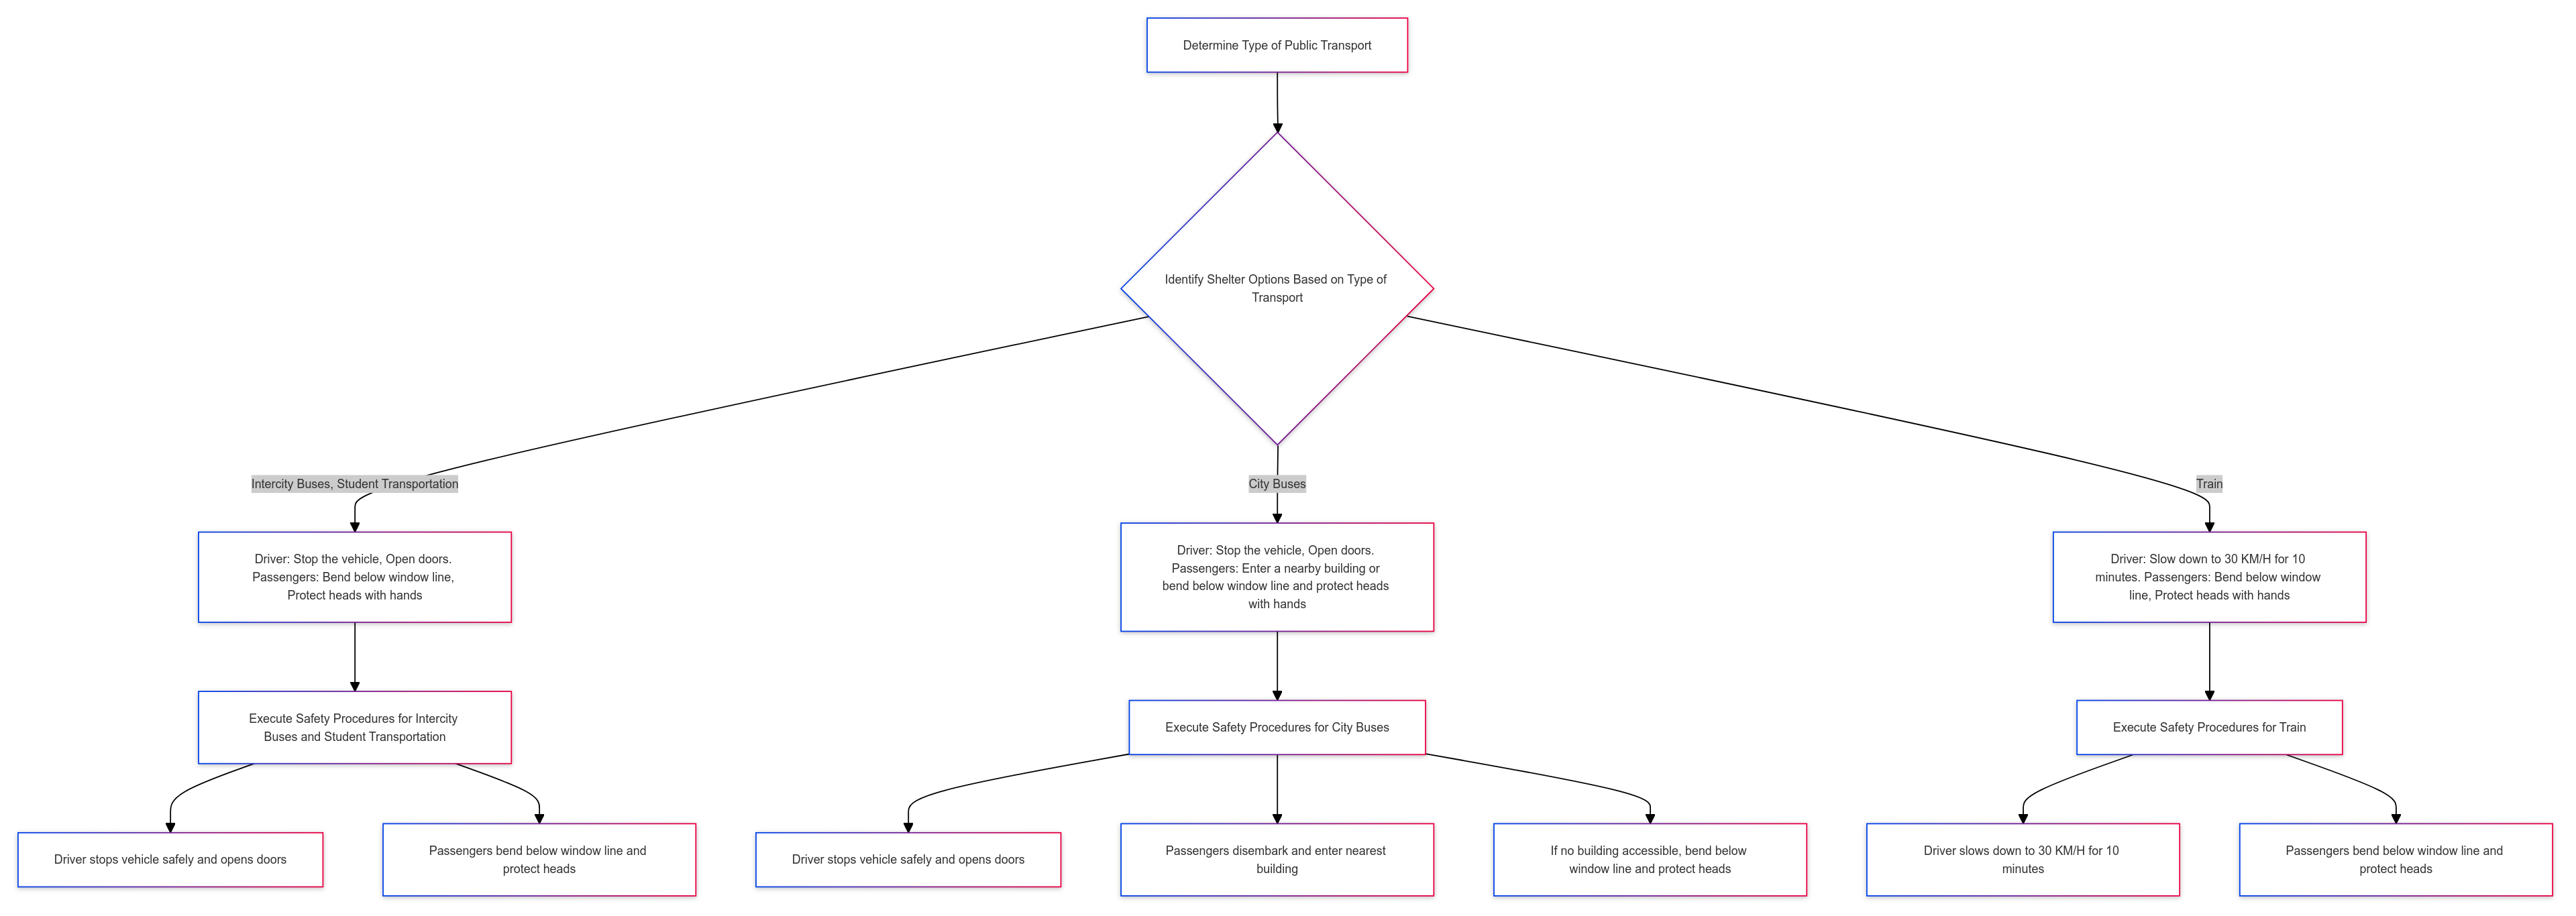 Determine Type of Public Transport
Identify Shelter Options Based on Type of
Transport
Intercity Buses, Student Transportation
City Buses
Train
Driver: Stop the vehicle, Open doors.
Passengers: Bend below window line,
Protect heads with hands
Driver: Stop the vehicle, Open doors.
Passengers: Enter a nearby building or
bend below window line and protect heads
with hands
Driver: Slow down to 30 KM/H for 10
minutes. Passengers: Bend below window
line, Protect heads with hands
Execute Safety Procedures for Intercity
Buses and Student Transportation
Execute Safety Procedures for City Buses
Execute Safety Procedures for Train
Driver stops vehicle safely and opens doors
Passengers bend below window line and
protect heads
Driver stops vehicle safely and opens doors
Passengers disembark and enter nearest
building
If no building accessible, bend below
window line and protect heads
Driver slows down to 30 KM/H for 10
minutes
Passengers bend below window line and
protect heads